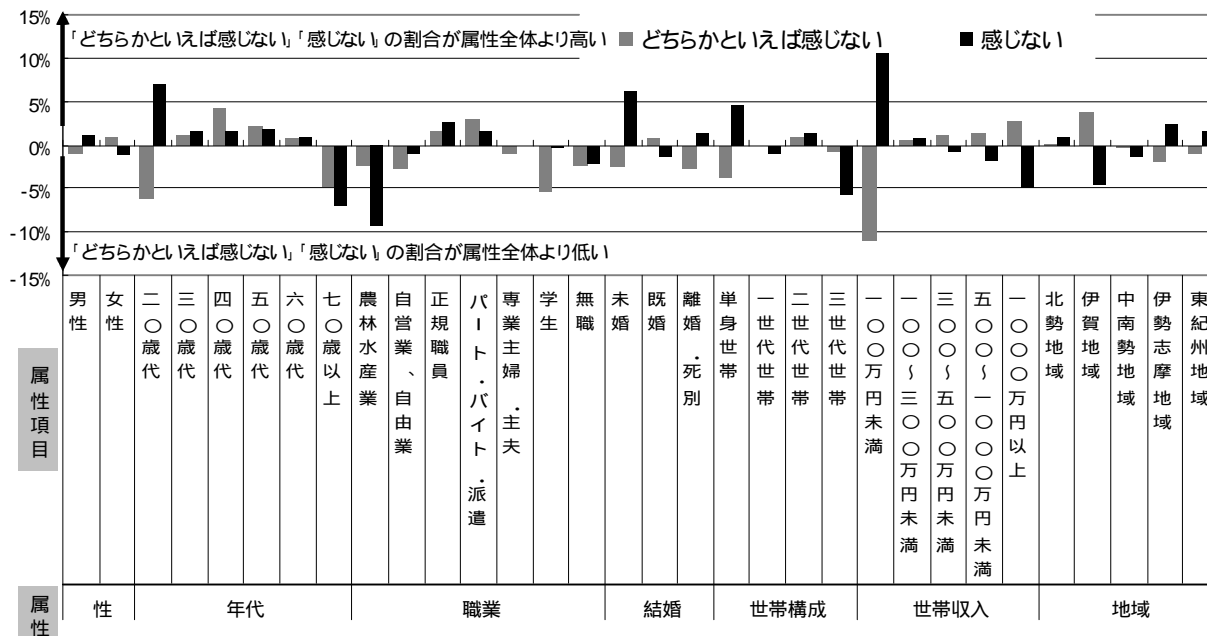 15%
「どちらかといえば感じない」「感じない」の割合が属性全体より高い
どちらかといえば感じない
感じない
10%
5%
0%
-5%
-10%
「どちらかといえば感じない」「感じない」の割合が属性全体より低い
-15%
属性項目
男性
女性
二〇歳代
三〇歳代
四〇歳代
五〇歳代
六〇歳代
七〇歳以上
農林水産業
自営業、自由業
正規職員
パート・バイト・派遣
専業主婦・主夫
学生
無職
未婚
既婚
離婚・死別
単身世帯
一世代世帯
二世代世帯
三世代世帯
一〇〇万円未満
一〇〇~三〇〇万円未満
三〇〇~五〇〇万円未満
五〇〇~一〇〇〇万円未満
一〇〇〇万円以上
北勢地域
伊賀地域
中南勢地域
伊勢志摩地域
東紀州地域
属性
性
年代
職業
結婚
世帯構成
世帯収入
地域